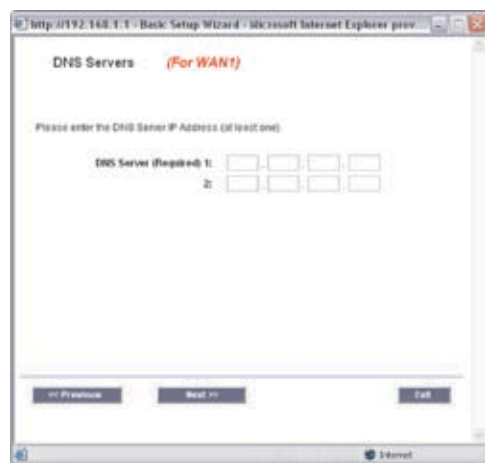 http://192.168.1.1 - Basic Setup Wizard - Microsoft Internet Explorer prov...
DNS Servers (For WAN1)
Please enter the DNS Server IP Address (at least one)
DNS Server (Required) 1:
2:
<< Previous Next >> Exit
Internet